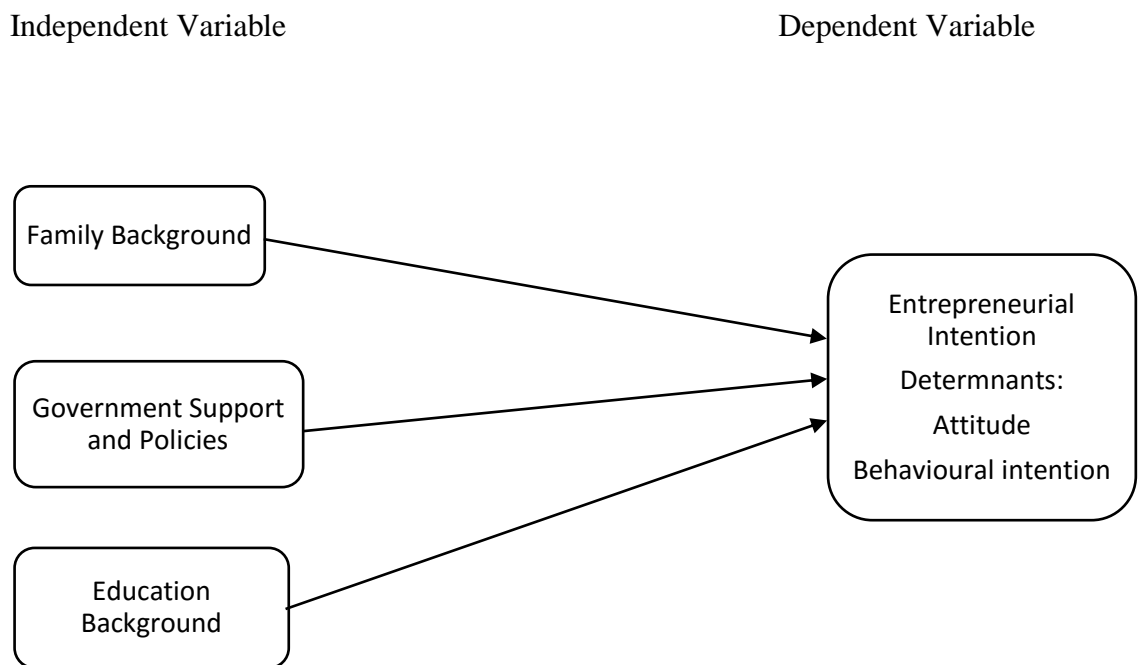 Independent Variable
Dependent Variable
Family Background
Government Support
and Policies
Education
Background
Entrepreneurial
Intention
Determnants:
Attitude
Behavioural intention